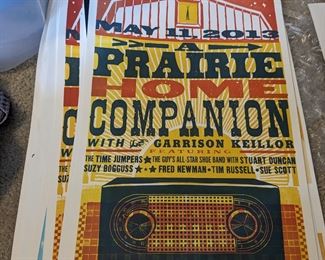 MAY 11, 2013
A
PRAIRIE
HOME
COMPANION
WITH GARRISON KEILLOR
FEATURING
THE TIME JUMPERS ★ THE GUY'S ALL-STAR SHOE BAND WITH STUART DUNCAN
SUZY BOGGUSS ★ FRED NEWMAN • TIM RUSSELL • SUE SCOTT